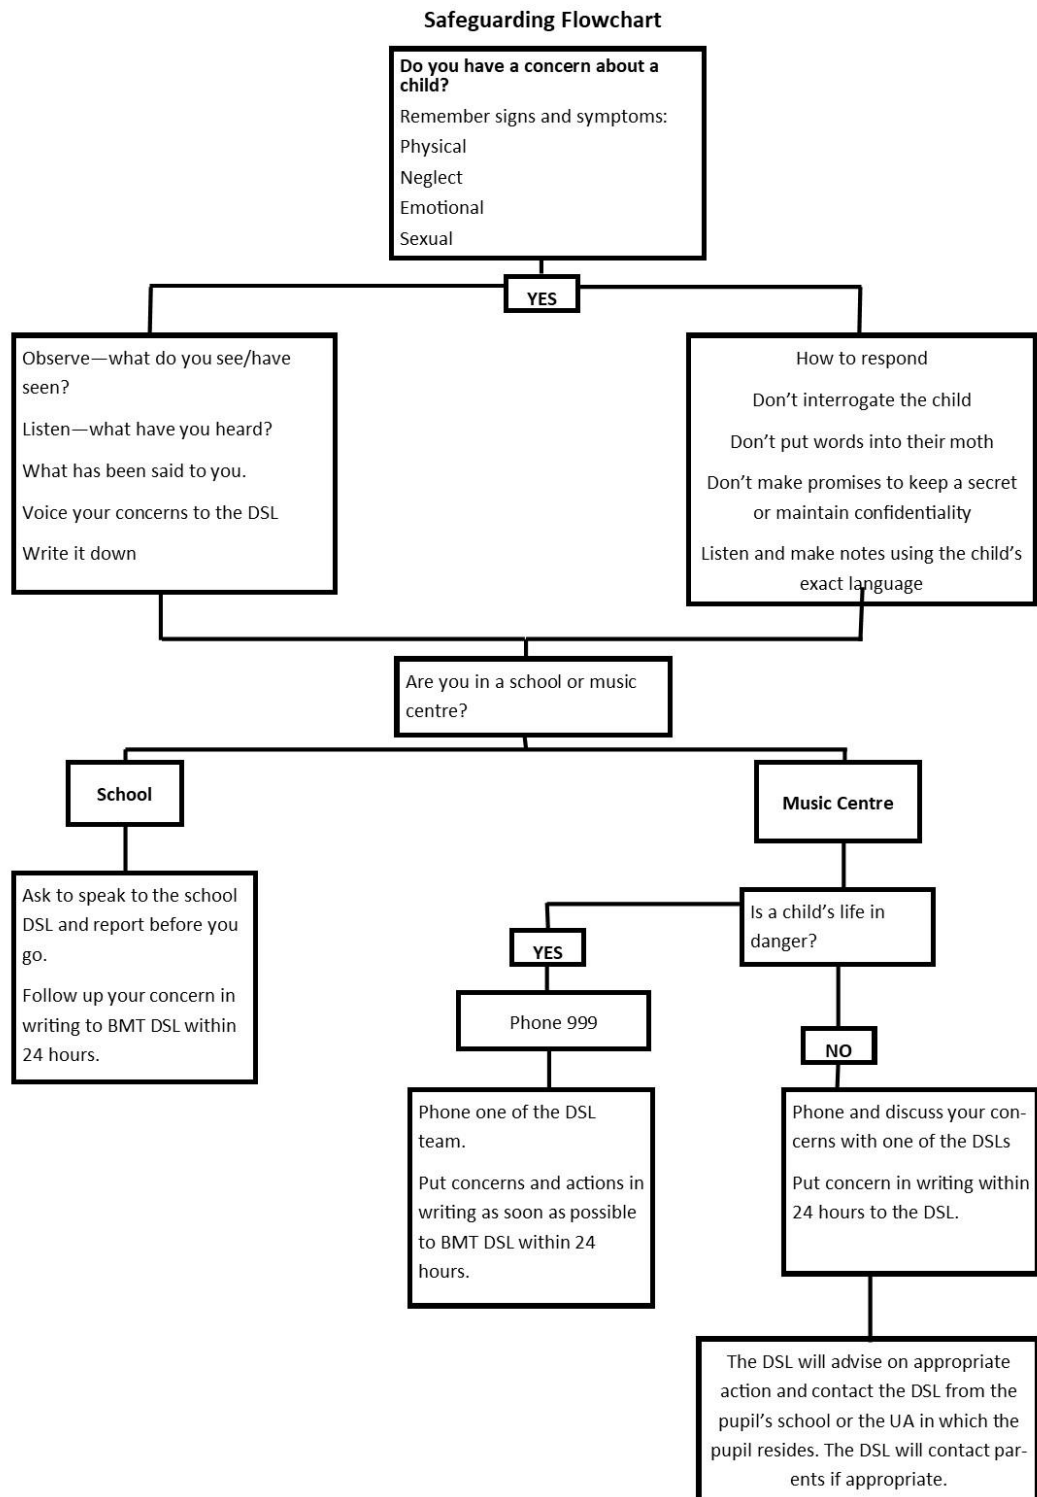 Safeguarding Flowchart
Do you have a concern about a
child?
Remember signs and symptoms:
Physical
Neglect
Emotional
Sexual
YES
Observe—what do you see/have
seen?
Listen—what have you heard?
What has been said to you.
Voice your concerns to the DSL
Write it down
How to respond
Don’t interrogate the child
Don’t put words into their moth
Don’t make promises to keep a secret
or maintain confidentiality
Listen and make notes using the child’s
exact language
Are you in a school or music
centre?
School
Ask to speak to the school
DSL and report before you
go.
Follow up your concern in
writing to BMT DSL within
24 hours.
Music Centre
Is a child’s life in
danger?
YES
Phone 999
Phone one of the DSL
team.
Put concerns and actions in
writing as soon as possible
to BMT DSL within 24
hours.
NO
Phone and discuss your con-
cerns with one of the DSLs
Put concern in writing within
24 hours to the DSL.
The DSL will advise on appropriate
action and contact the DSL from the
pupil’s school or the UA in which the
pupil resides. The DSL will contact par-
ents if appropriate.